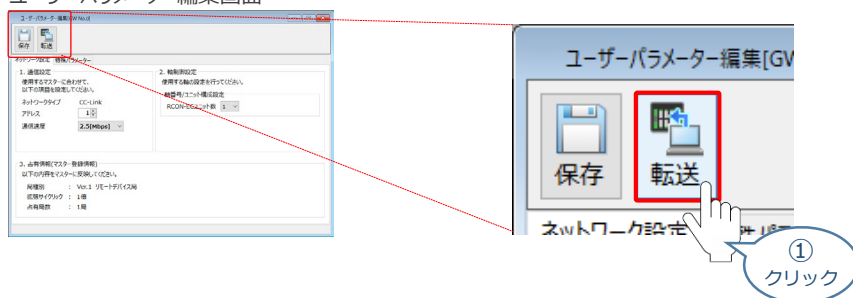 ユーザーパラメーター編集画面
ユーザーパラメーター編集[GW No.0]
保存 転送
ネットワーク設定 特殊パラメーター
1. 通信設定
使用するマスターに合わせて、
以下の項目を設定してください。
ネットワークタイプ CC-Link
アドレス 1
通信速度 2.5[Mbps]
2. 軸制御設定
使用する軸の設定を行ってください。
軸番号/ユニット構成設定
RCON-EC2ユニット数 1
3. 占有情報(マスター登録情報)
以下の内容をマスターに反映してください。
局種別 : Ver.1 リモートデバイス局
拡張サイクリック : 1倍
占有局数 : 1局
ユーザーパラメーター編集[GW
保存 転送
ネットワーク設定
①
クリック